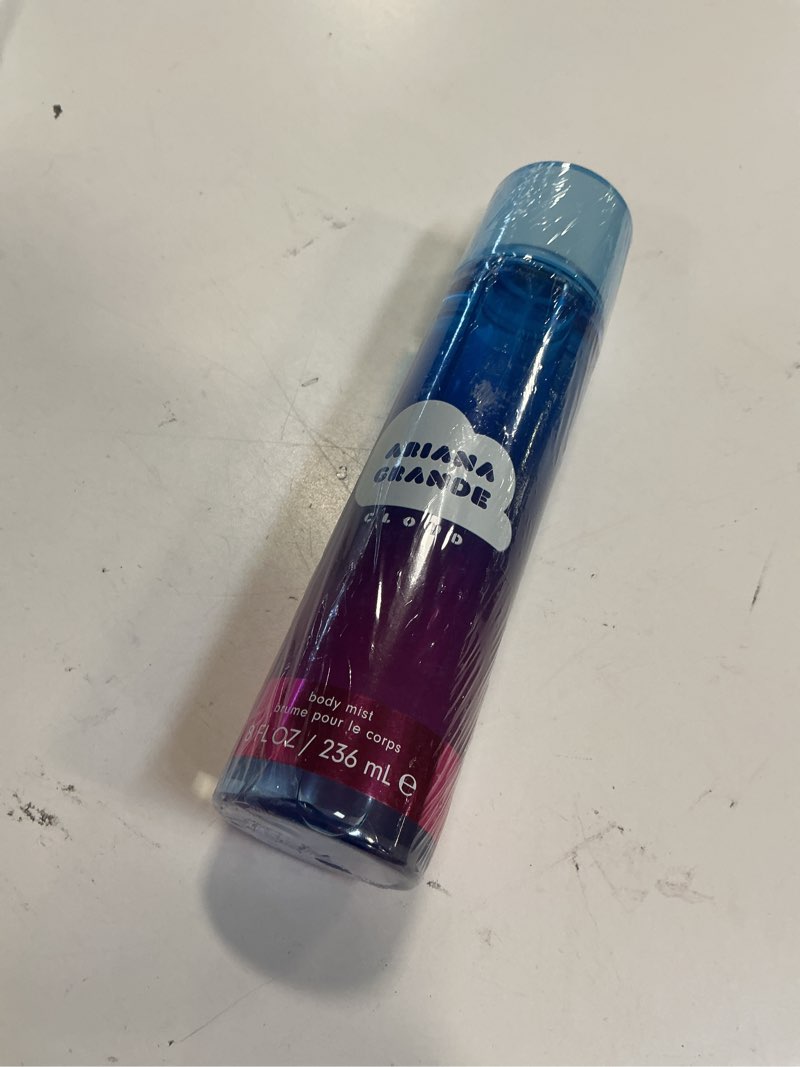 ARIANA
GRANDE
CLOUD
body mist
brume pour le corps
8 FL OZ / 236 mL ℮